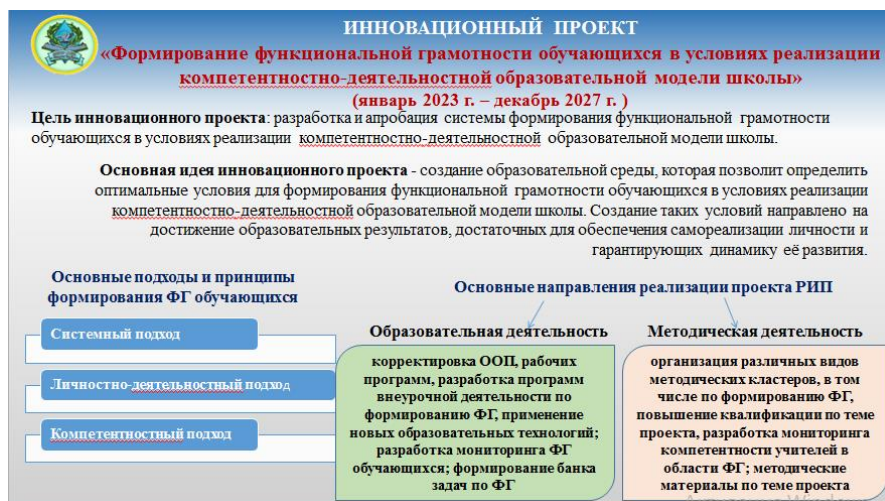 ИННОВАЦИОННЫЙ ПРОЕКТ
«Формирование функциональной грамотности обучающихся в условиях реализации
компетентностно-деятельностной образовательной модели школы»
(январь 2023 г. – декабрь 2027 г. )
Цель инновационного проекта: разработка и апробация системы формирования функциональной грамотности
обучающихся в условиях реализации компетентностно-деятельностной образовательной модели школы.
Основная идея инновационного проекта - создание образовательной среды, которая позволит определить
оптимальные условия для формирования функциональной грамотности обучающихся в условиях реализации
компетентностно-деятельностной образовательной модели школы. Создание таких условий направлено на
достижение образовательных результатов, достаточных для обеспечения самореализации личности и
гарантирующих динамику её развития.
Основные подходы и принципы
формирования ФГ обучающихся
Системный подход
Личностно-деятельностный подход
Компетентностный подход
Основные направления реализации проекта РИП
Образовательная деятельность
корректировка ООП, рабочих
программ, разработка программ
внеурочной деятельности по
формированию ФГ, применение
новых образовательных технологий;
разработка мониторинга ФГ
обучающихся; формирование банка
задач по ФГ
Методическая деятельность
организация различных видов
методических кластеров, в том
числе по формированию ФГ,
повышение квалификации по теме
проекта, разработка мониторинга
компетентности учителей в
области ФГ; методические
материалы по теме проекта